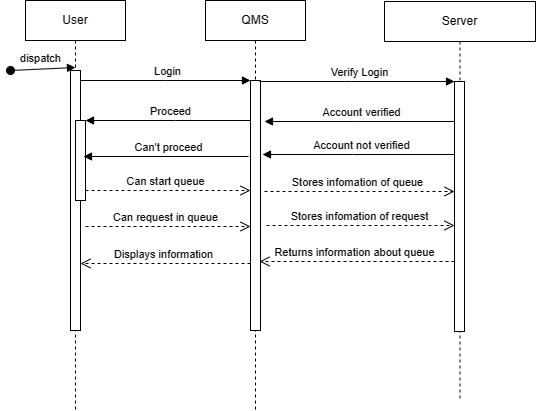 User
QMS
Server
dispatch
Login
Verify Login
Proceed
Account verified
Can't proceed
Account not verified
Can start queue
Stores infomation of queue
Can request in queue
Stores infomation of request
Displays information
Returns information about queue